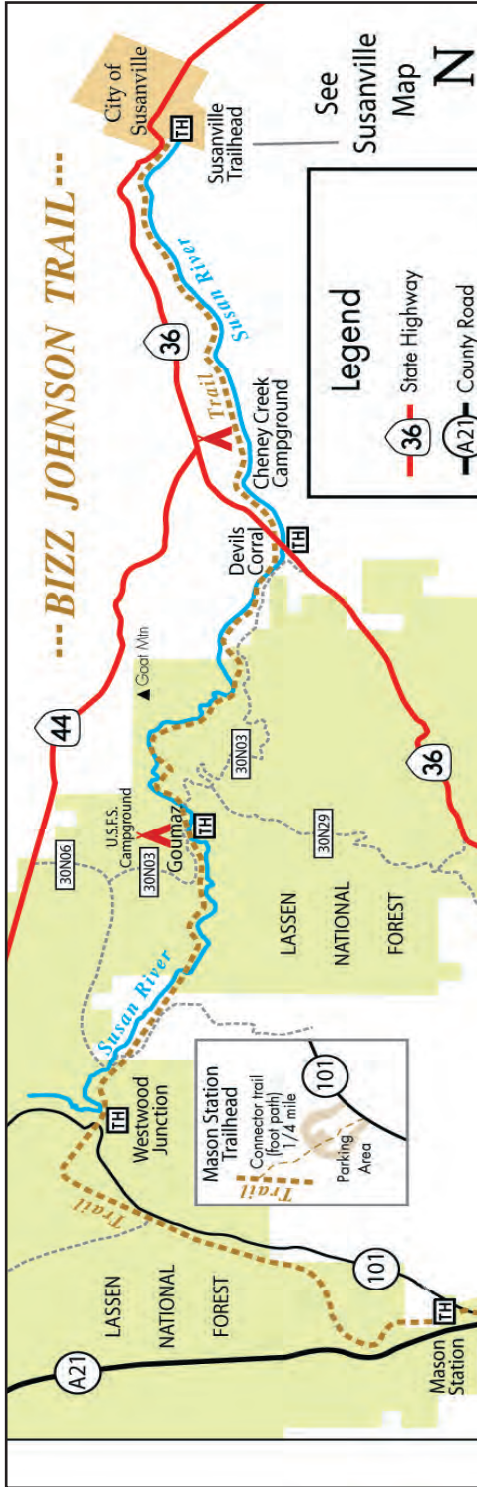 BIZZ JOHNSON TRAIL
City of
Susanville
TH
Susanville
Trailhead
See
Susanville
Map
N
36
Susan River
Trail
Cheney Creek
Campground
Devils
Corral
TH
44
Goat Mtn
30N03
36
30N29
U.S.F.S.
Campground
Goumaz
TH
30N06
30N03
LASSEN
NATIONAL
FOREST
Susan River
TH
Westwood
Junction
Trail
LASSEN
NATIONAL
FOREST
A21
101
TH
Mason
Station
Mason Station
Trailhead
Connector trail
(foot path)
1/4 mile
Trail
Parking
Area
101
Legend
36 State Highway
A21 County Road